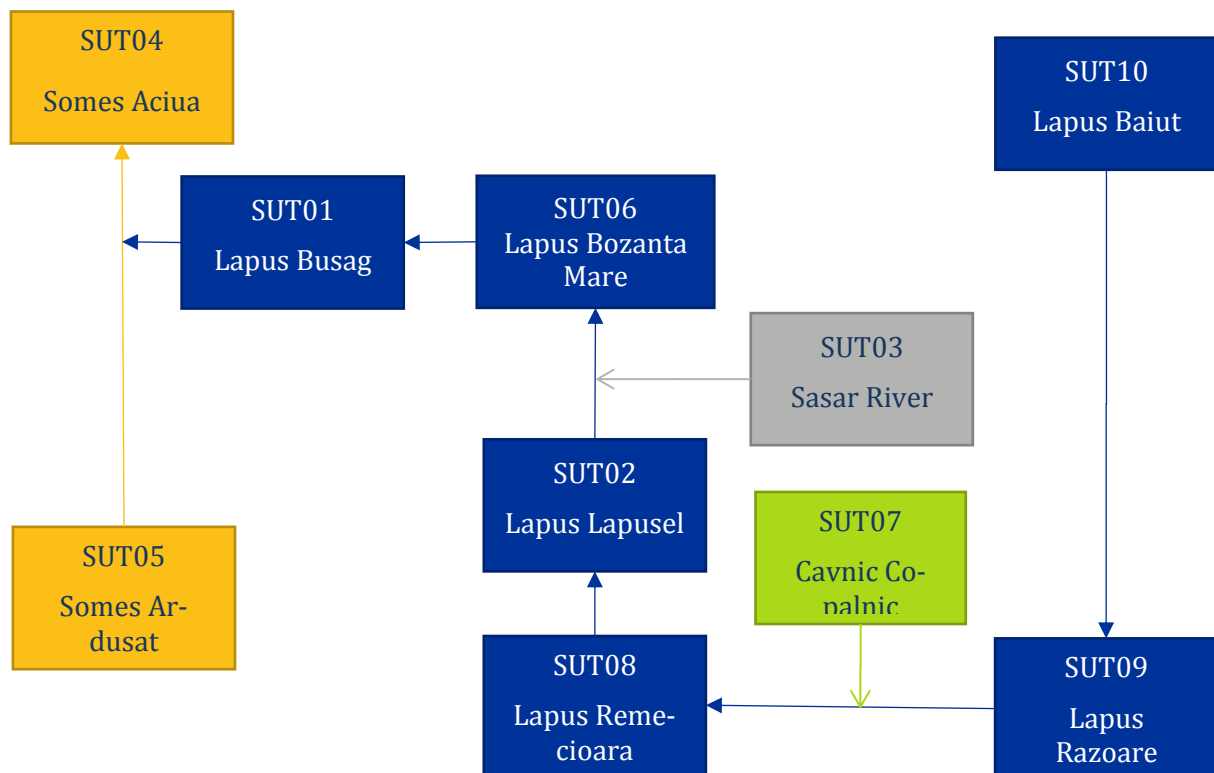 SUT04
Somes Aciua
SUT10
Lapus Baiut
SUT01
Lapus Busag
SUT06
Lapus Bozanta
Mare
SUT03
Sasar River
SUT02
Lapus Lapusel
SUT07
Cavnic Co-
palnic
SUT05
Somes Ar-
dusat
SUT08
Lapus Reme-
cioara
SUT09
Lapus
Razoare